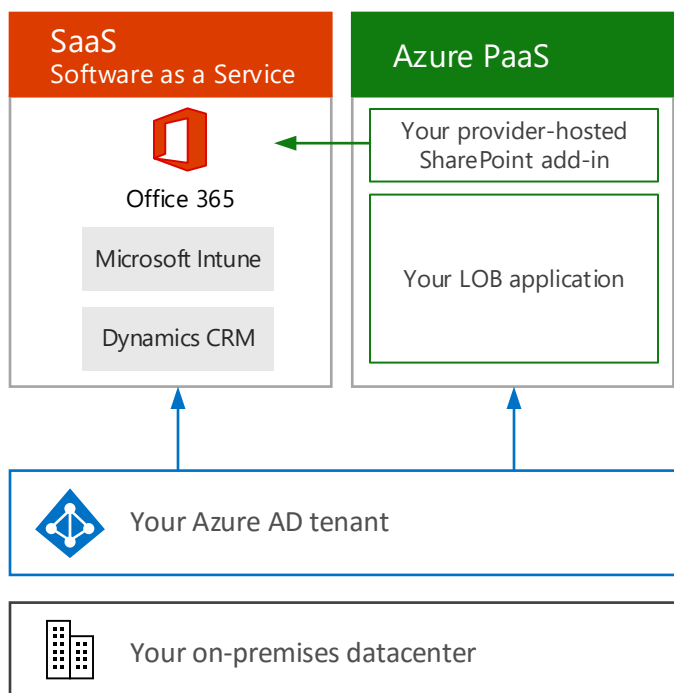 SaaS
Software as a Service
Azure PaaS
Office 365
Microsoft Intune
Dynamics CRM
Your provider-hosted
SharePoint add-in
Your LOB application
Your Azure AD tenant
Your on-premises datacenter